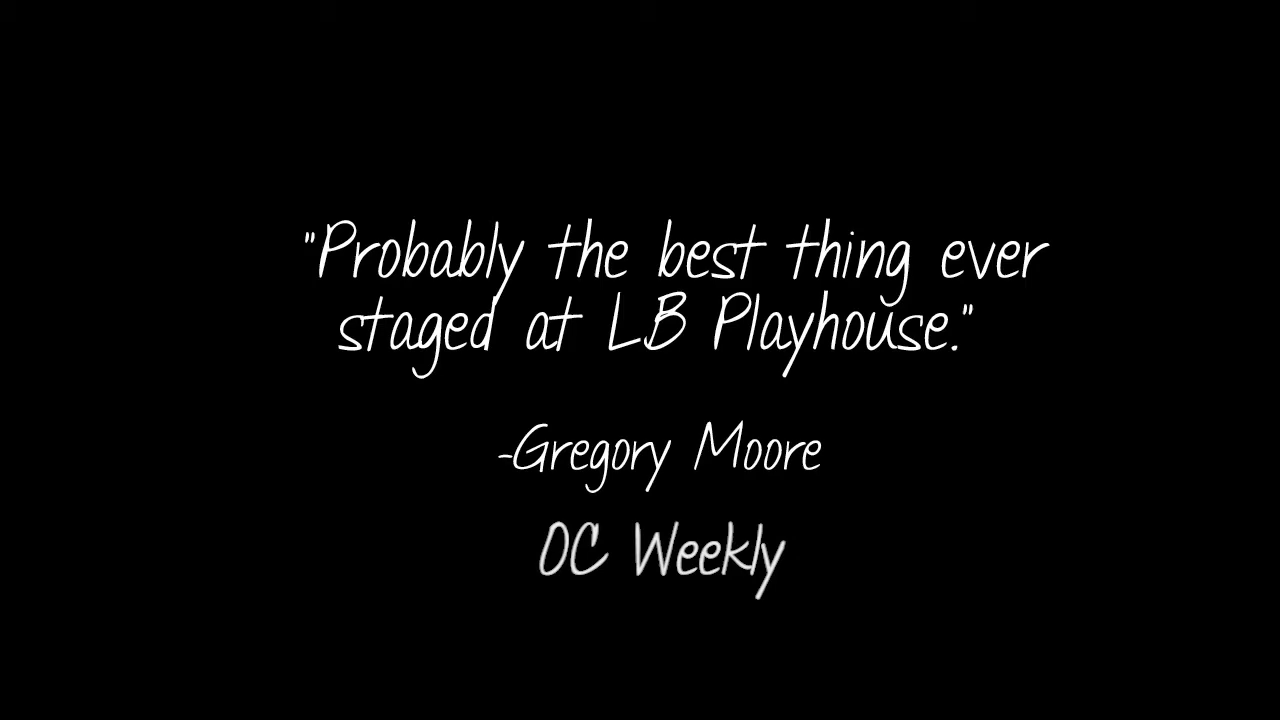 "Probably the best thing ever
staged at LB Playhouse."
-Gregory Moore
OC Weekly